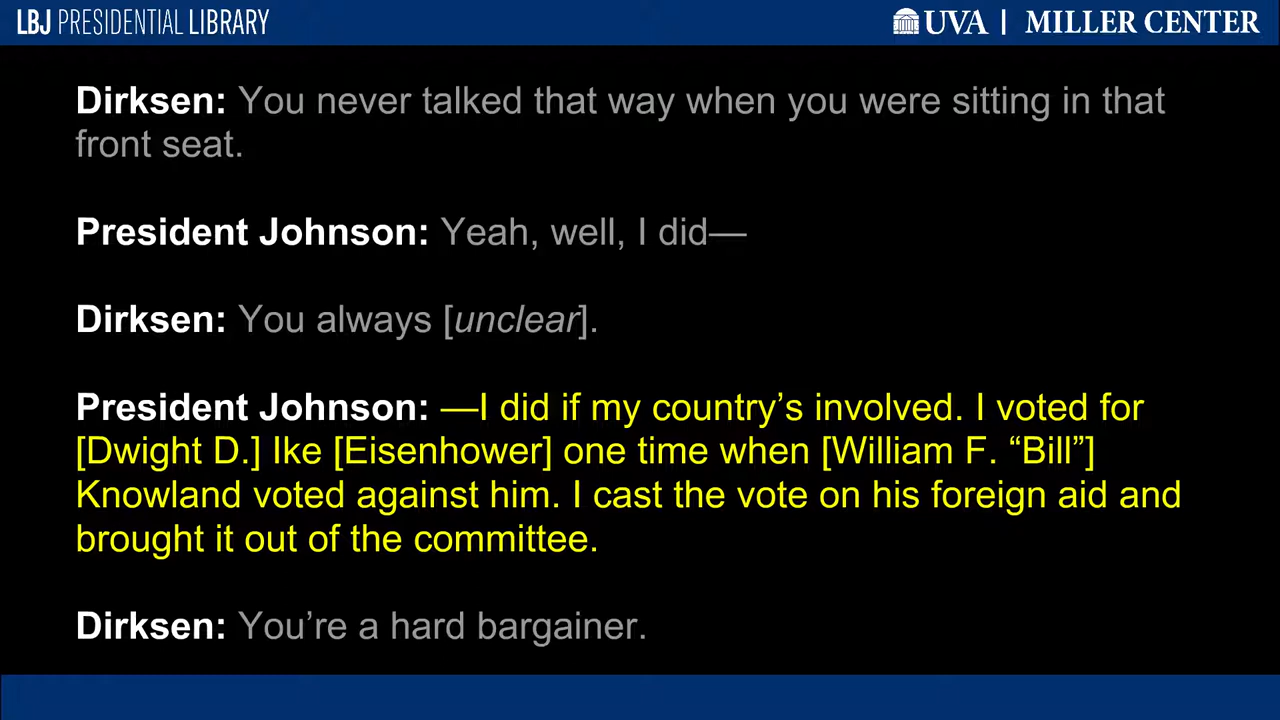 LBJ PRESIDENTIAL LIBRARY
UVA | MILLER CENTER
Dirksen: You never talked that way when you were sitting in that
front seat.
President Johnson: Yeah, well, I did—
Dirksen: You always [unclear].
President Johnson: —I did if my country’s involved. I voted for
[Dwight D.] Ike [Eisenhower] one time when [William F. “Bill”]
Knowland voted against him. I cast the vote on his foreign aid and
brought it out of the committee.
Dirksen: You’re a hard bargainer.